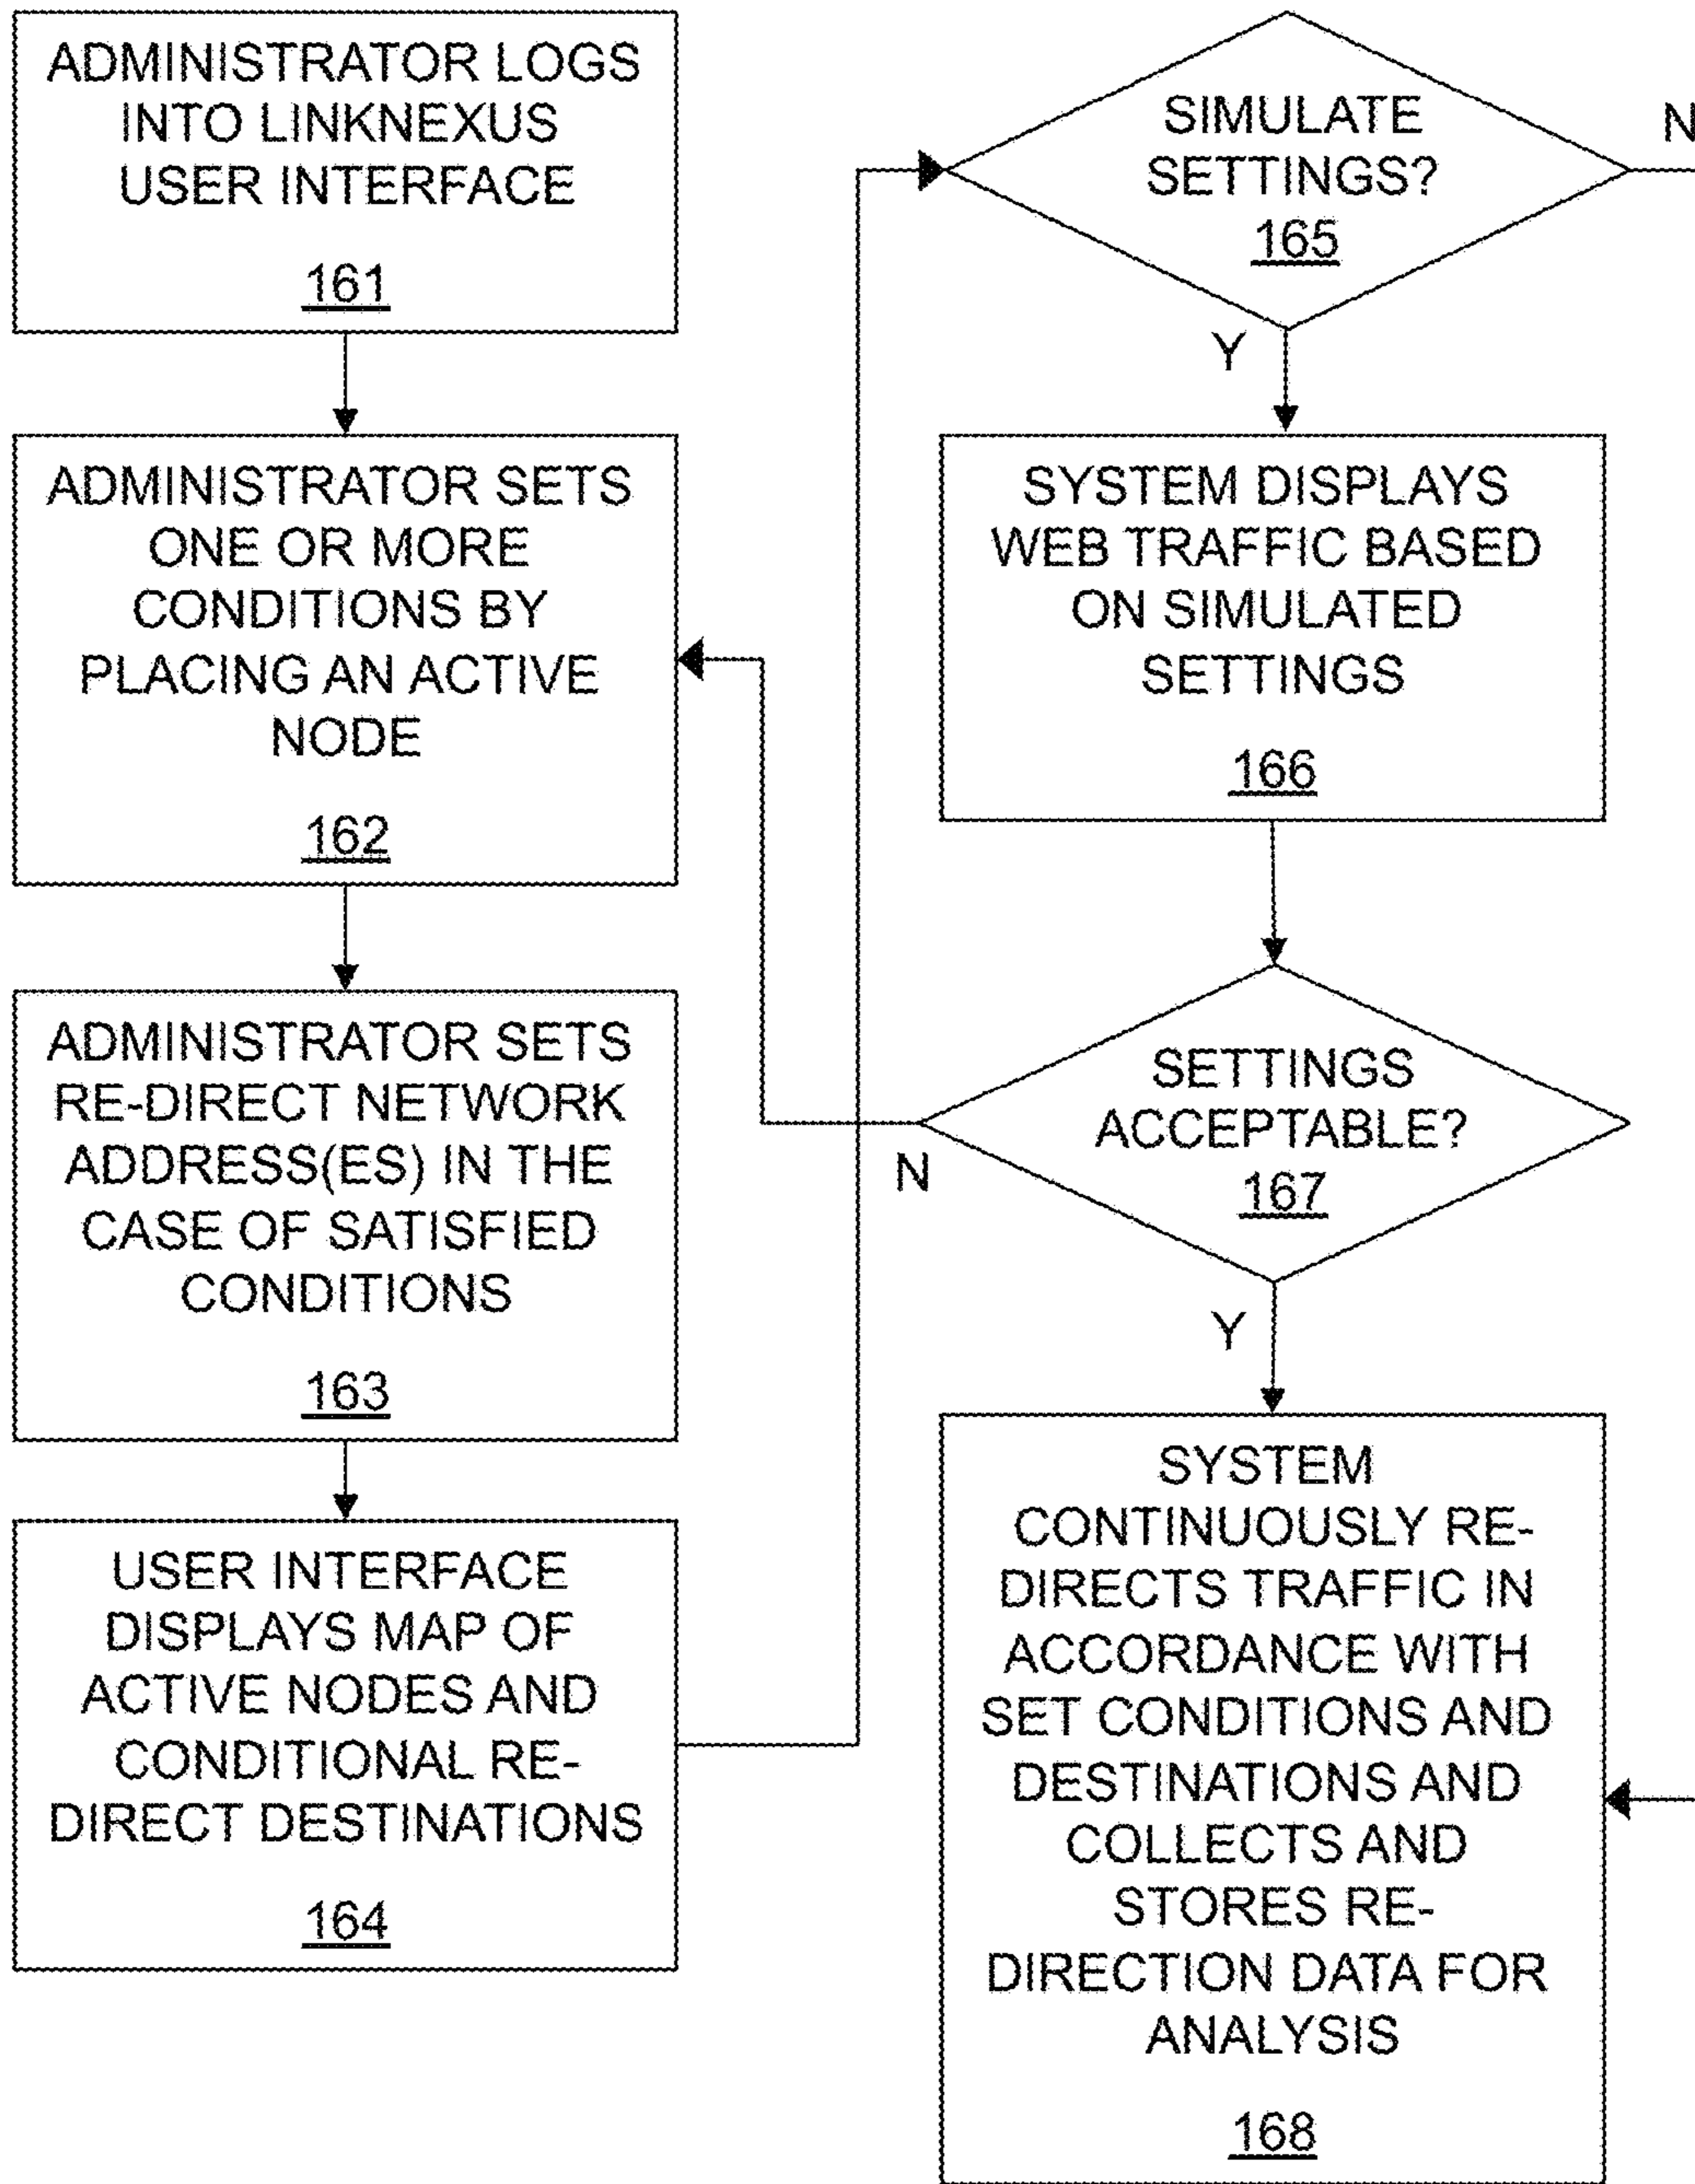 ADMINISTRATOR LOGS
INTO LINKNEXUS
USER INTERFACE
161
ADMINISTRATOR SETS
ONE OR MORE
CONDITIONS BY
PLACING AN ACTIVE
NODE
162
ADMINISTRATOR SETS
RE-DIRECT NETWORK
ADDRESS(ES) IN THE
CASE OF SATISFIED
CONDITIONS
163
USER INTERFACE
DISPLAYS MAP OF
ACTIVE NODES AND
CONDITIONAL RE-
DIRECT DESTINATIONS
164
SIMULATE
SETTINGS?
165
N
Y
SYSTEM DISPLAYS
WEB TRAFFIC BASED
ON SIMULATED
SETTINGS
166
SETTINGS
ACCEPTABLE?
167
N
Y
SYSTEM
CONTINUOUSLY RE-
DIRECTS TRAFFIC IN
ACCORDANCE WITH
SET CONDITIONS AND
DESTINATIONS AND
COLLECTS AND
STORES RE-
DIRECTION DATA FOR
ANALYSIS
168